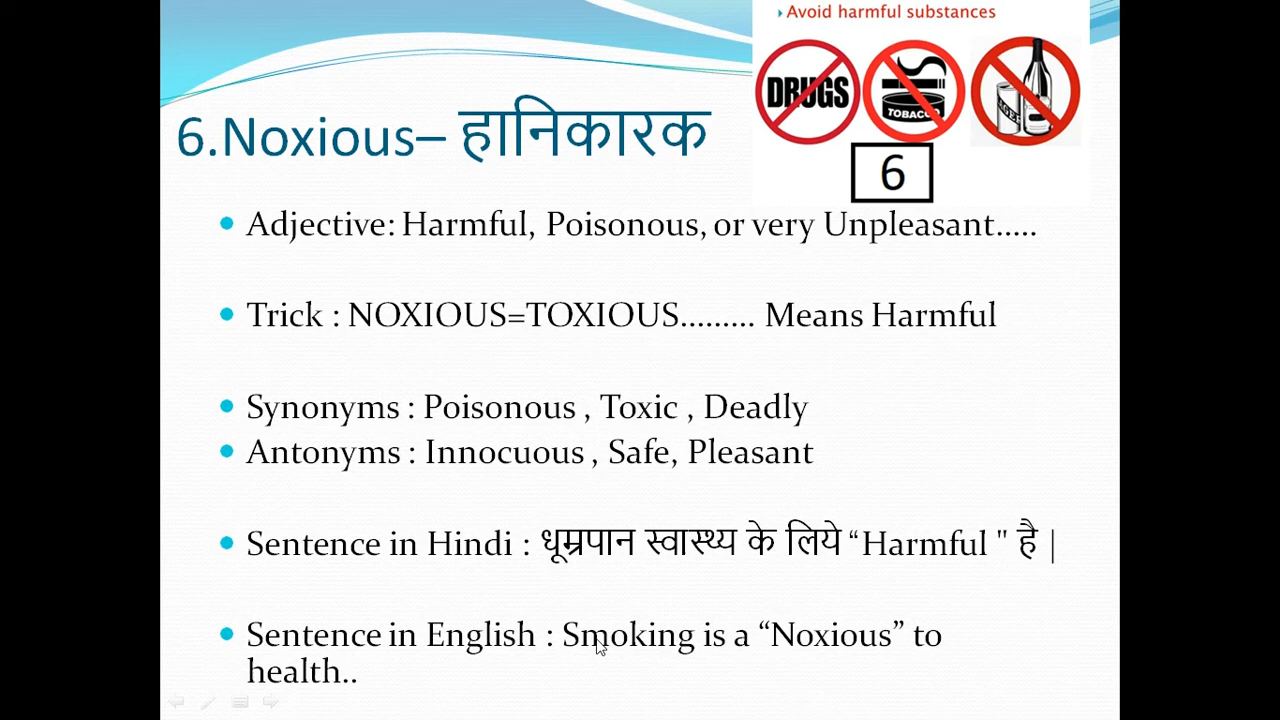 Avoid harmful substances
DRUGS
TOBACCO
BEER
6
6.Noxious– हानिकारक
Adjective: Harmful, Poisonous, or very Unpleasant.....
Trick : NOXIOUS=TOXIOUS......... Means Harmful
Synonyms : Poisonous , Toxic , Deadly
Antonyms : Innocuous , Safe, Pleasant
Sentence in Hindi : धूम्रपान स्वास्थ्य के लिये “Harmful " है |
Sentence in English : Smoking is a “Noxious” to
health..